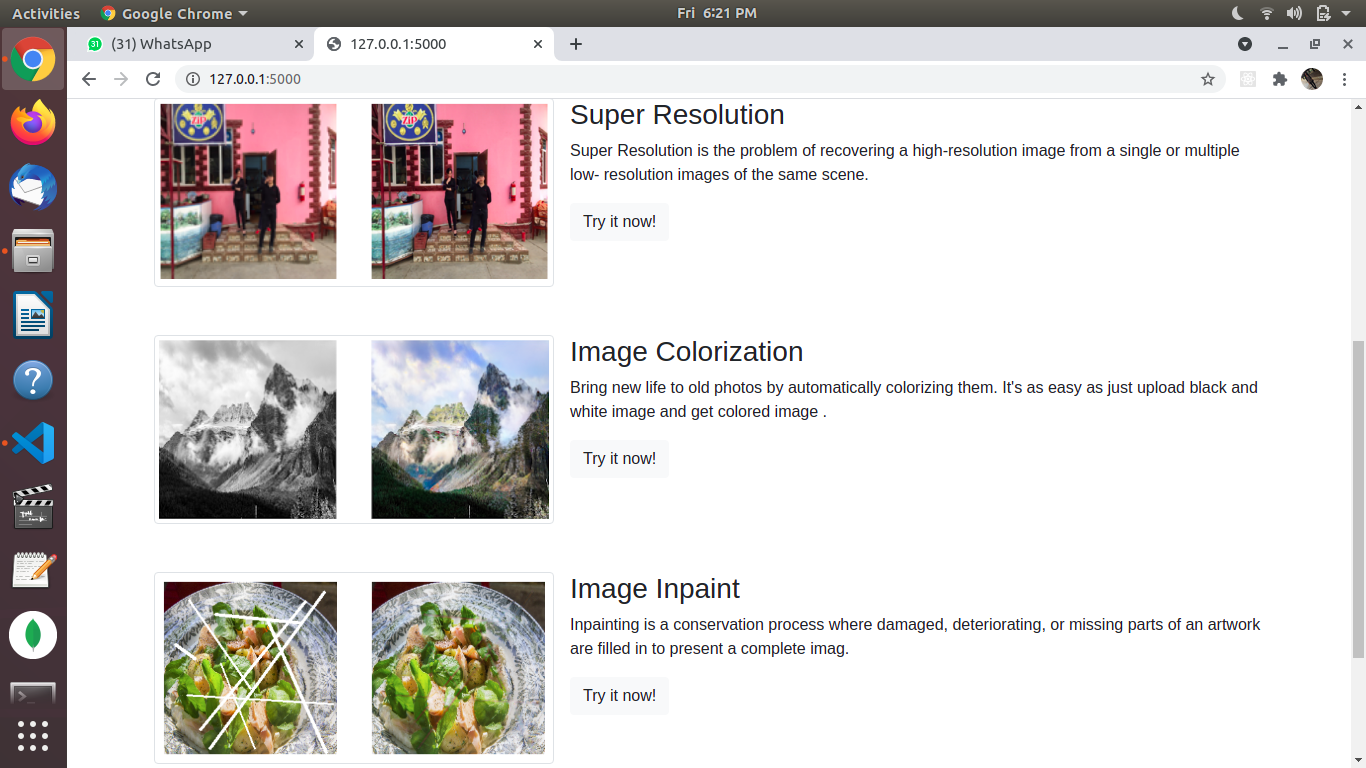 Activities Google Chrome Fri 6:21 PM
31 (31) WhatsApp 127.0.0.1:5000
127.0.0.1:5000
ZiP ZiP
Super Resolution
Super Resolution is the problem of recovering a high-resolution image from a single or multiple
low- resolution images of the same scene.
Try it now!
Image Colorization
Bring new life to old photos by automatically colorizing them. It's as easy as just upload black and
white image and get colored image .
Try it now!
Image Inpaint
Inpainting is a conservation process where damaged, deteriorating, or missing parts of an artwork
are filled in to present a complete imag.
Try it now!